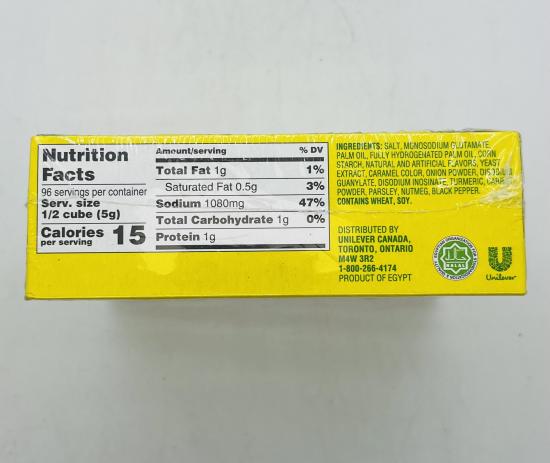 Nutrition
Facts
96 servings per container
Serv. size
1/2 cube (5g)
Calories 15
per serving
Amount/serving % DV
Total Fat 1g 1%
Saturated Fat 0.5g 3%
Sodium 1080mg 47%
Total Carbohydrate 1g 0%
Protein 1g
INGREDIENTS: SALT, MONOSODIUM GLUTAMATE,
PALM OIL, FULLY HYDROGENATED PALM OIL, CORN
STARCH, NATURAL AND ARTIFICIAL FLAVORS, YEAST
EXTRACT, CARAMEL COLOR, ONION POWDER,
GUANYLATE, DISODIUM INOSINATE, TURMERIC,
POWDER, PARSLEY, NUTMEG, BLACK PEPPER.
CONTAINS WHEAT, SOY.
DISTRIBUTED BY
UNILEVER CANADA,
TORONTO, ONTARIO
M4W 3R2
1-800-266-4174
PRODUCT OF EGYPT
HALAL
Unilever